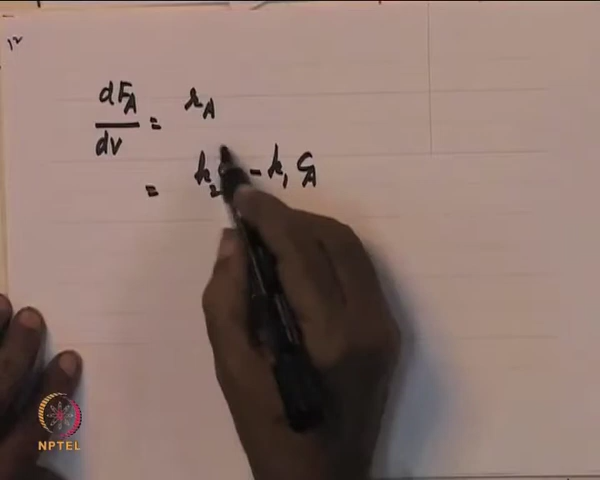 12
dF_A
dV = r_A
= k_2 - k_1 C_A
NPTEL